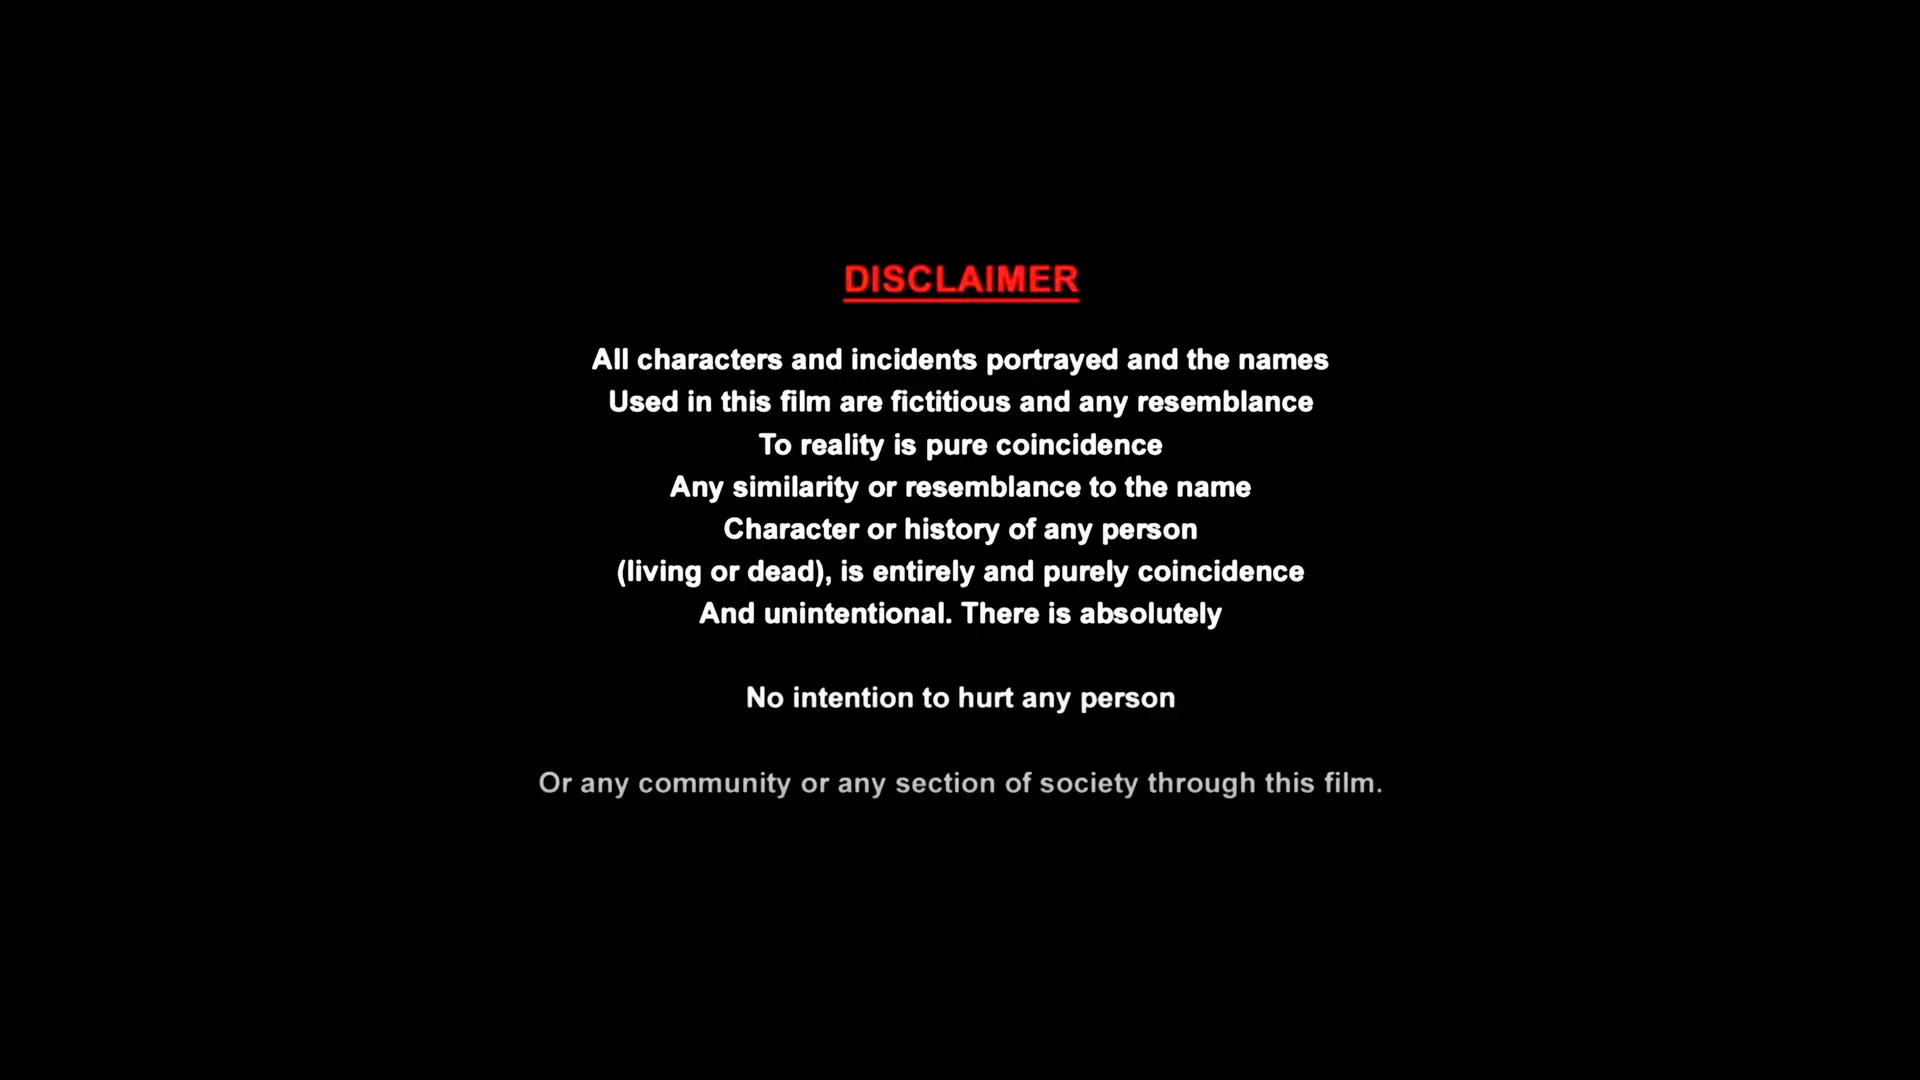 DISCLAIMER
All characters and incidents portrayed and the names
Used in this film are fictitious and any resemblance
To reality is pure coincidence
Any similarity or resemblance to the name
Character or history of any person
(living or dead), is entirely and purely coincidence
And unintentional. There is absolutely
No intention to hurt any person
Or any community or any section of society through this film.